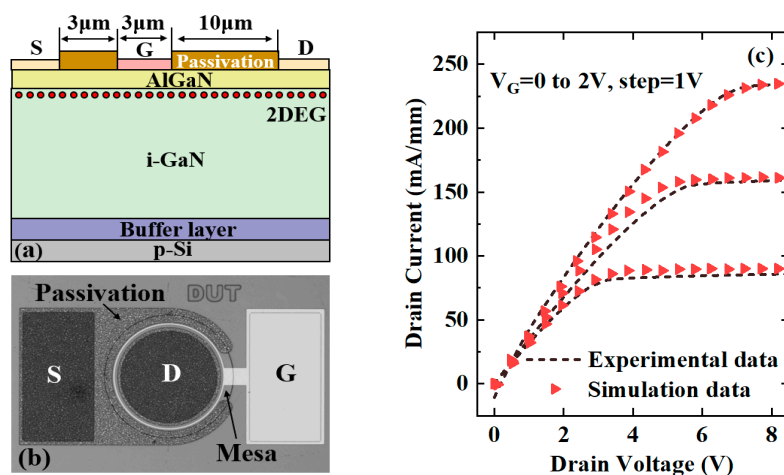 3μm 3μm 10μm
S G D
Passivation
AlGaN
2DEG
i-GaN
Buffer layer
(a) p-Si
Passivation DUT
S D G
(b) Mesa
(c)
V_G=0 to 2V, step=1V
Drain Current (mA/mm)
250
200
150
100
50
0
Experimental data
Simulation data
0 2 4 6 8
Drain Voltage (V)